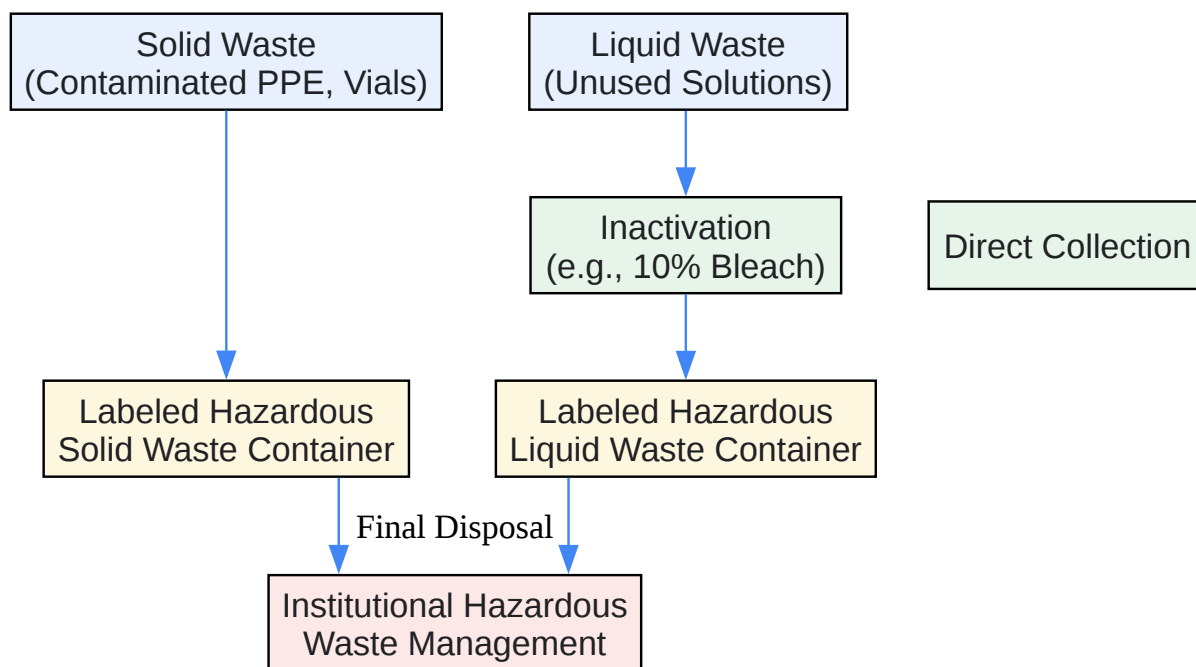 Solid Waste
(Contaminated PPE, Vials)
Liquid Waste
(Unused Solutions)
Inactivation
(e.g., 10% Bleach)
Direct Collection
Labeled Hazardous
Solid Waste Container
Labeled Hazardous
Liquid Waste Container
Final Disposal
Institutional Hazardous
Waste Management